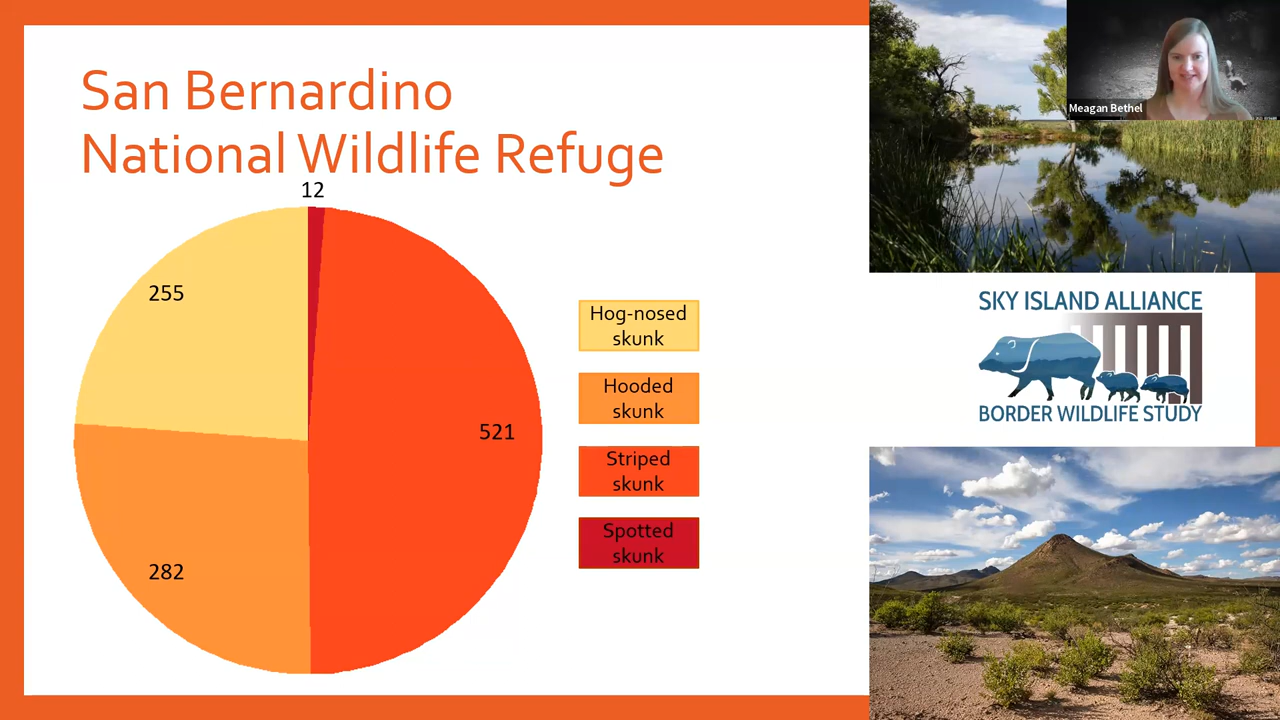 San Bernardino
National Wildlife Refuge
12
255
521
282
Hog-nosed
skunk
Hooded
skunk
Striped
skunk
Spotted
skunk
Meagan Bethel
SKY ISLAND ALLIANCE
BORDER WILDLIFE STUDY